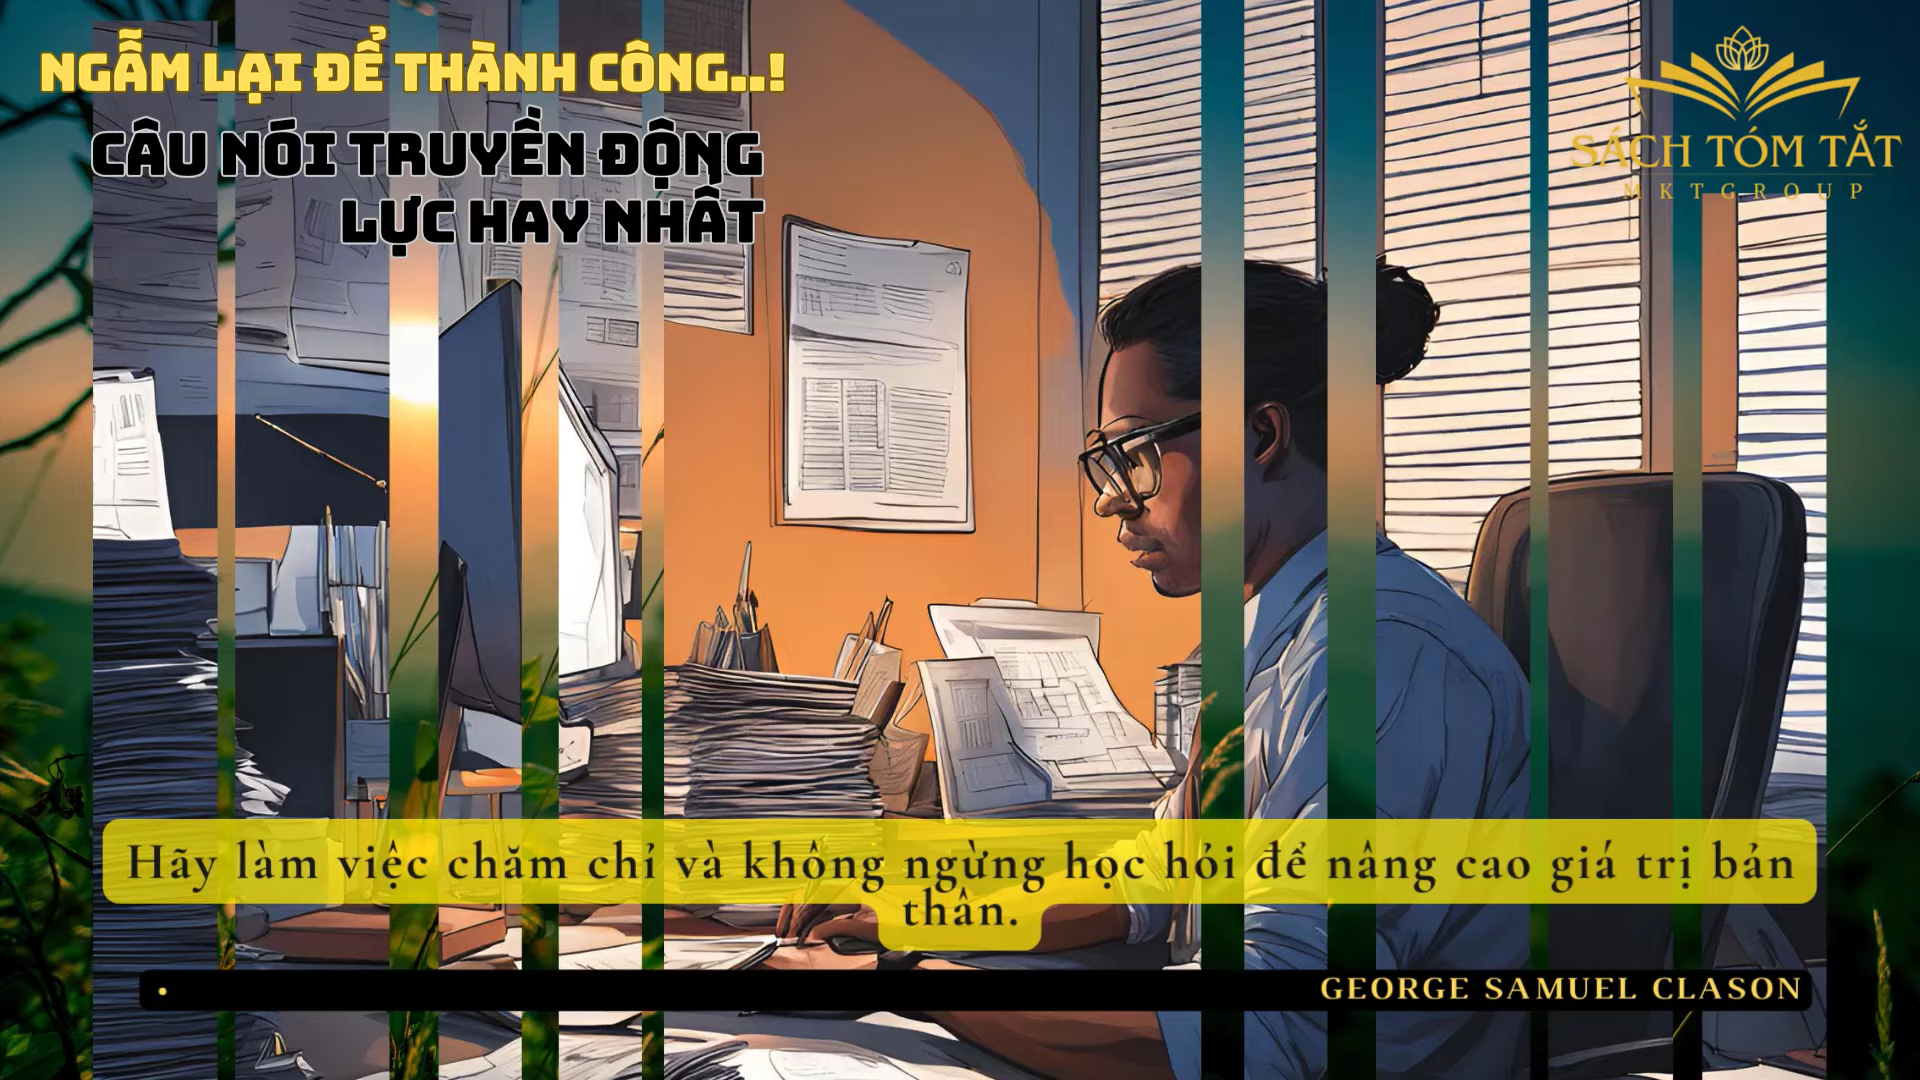 NGẪM LẠI ĐỂ THÀNH CÔNG..!
CÂU NÓI TRUYỀN ĐỘNG
LỰC HAY NHẤT
SÁCH TÓM TẮT
MKTGROUP
Hãy làm việc chăm chỉ và không ngừng học hỏi để nâng cao giá trị bản
thân.
GEORGE SAMUEL CLASON